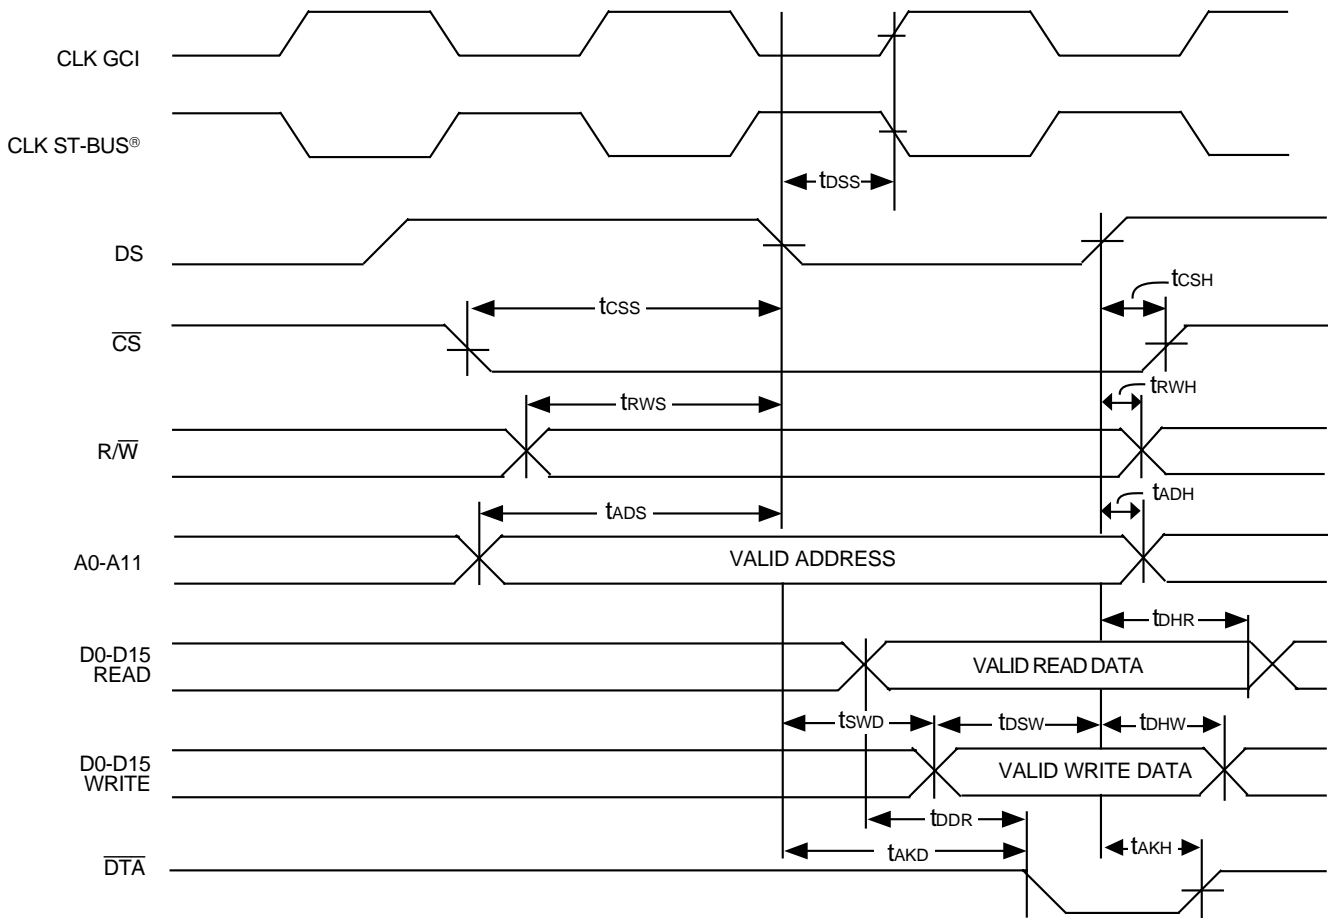 CLK GCI
CLK ST-BUS®
tDSS
DS
tCSH
tCSS
CS
tRWH
tRWS
R/W
tADH
tADS
A0-A11
VALID ADDRESS
tDHR
D0-D15
READ
VALID READ DATA
tSWD
tDSW
tDHW
D0-D15
WRITE
VALID WRITE DATA
tDDR
tAKD
tAKH
DTA